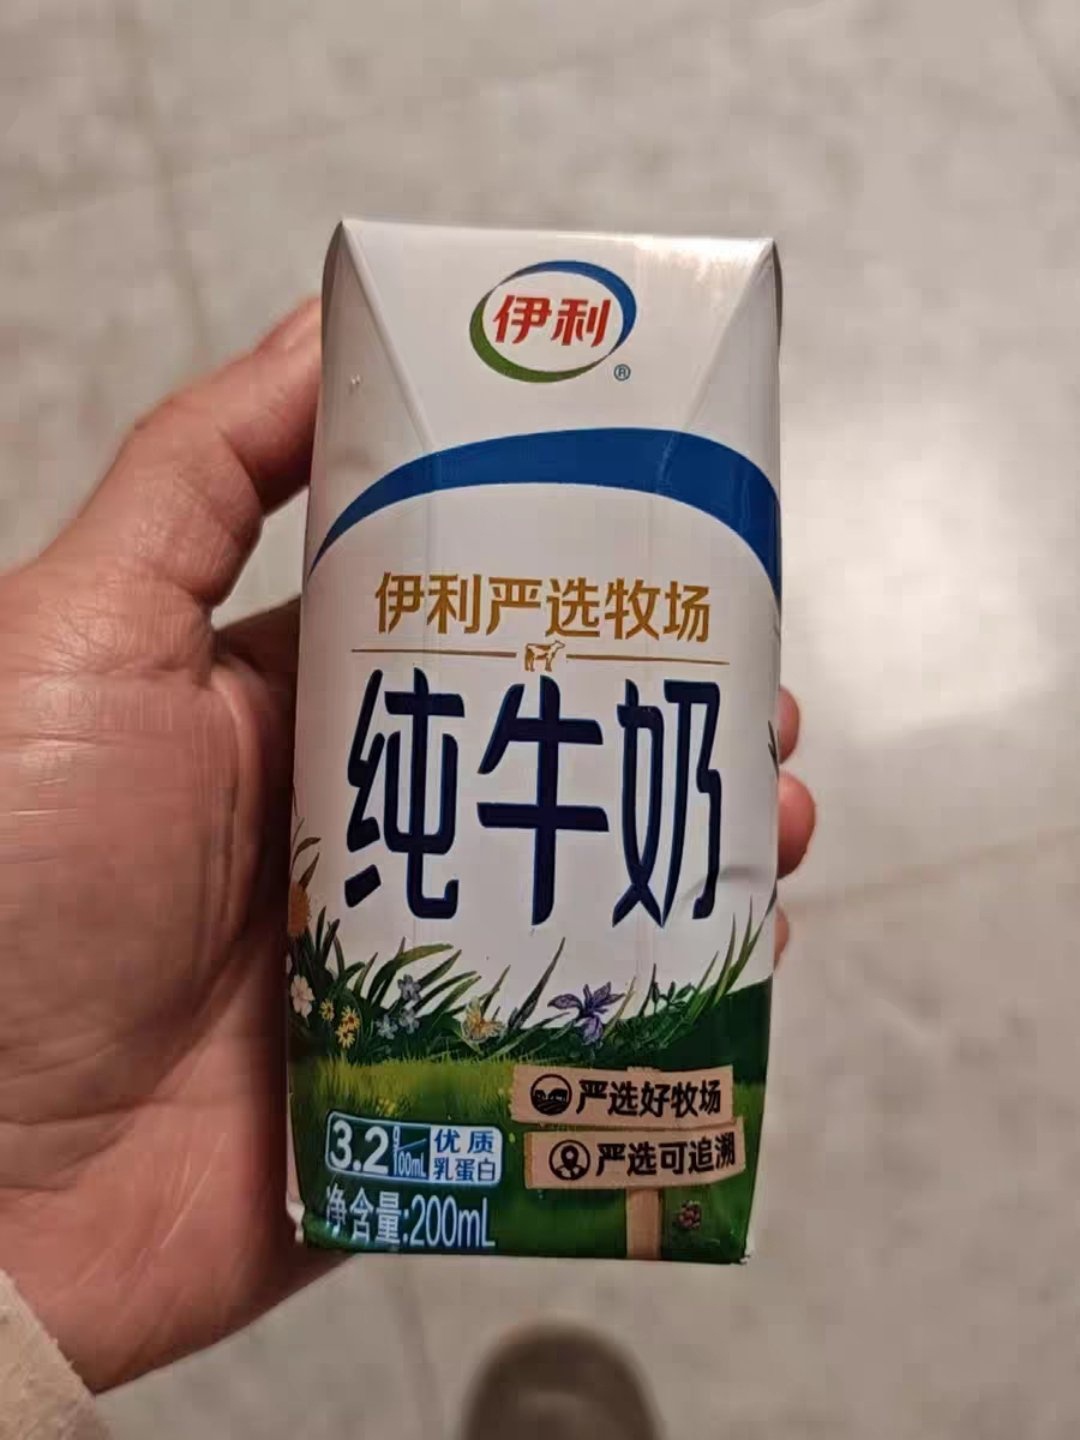 伊利
®
伊利严选牧场
纯牛奶
严选好牧场
严选可追溯
3.2g/100mL 优质乳蛋白
净含量:200mL